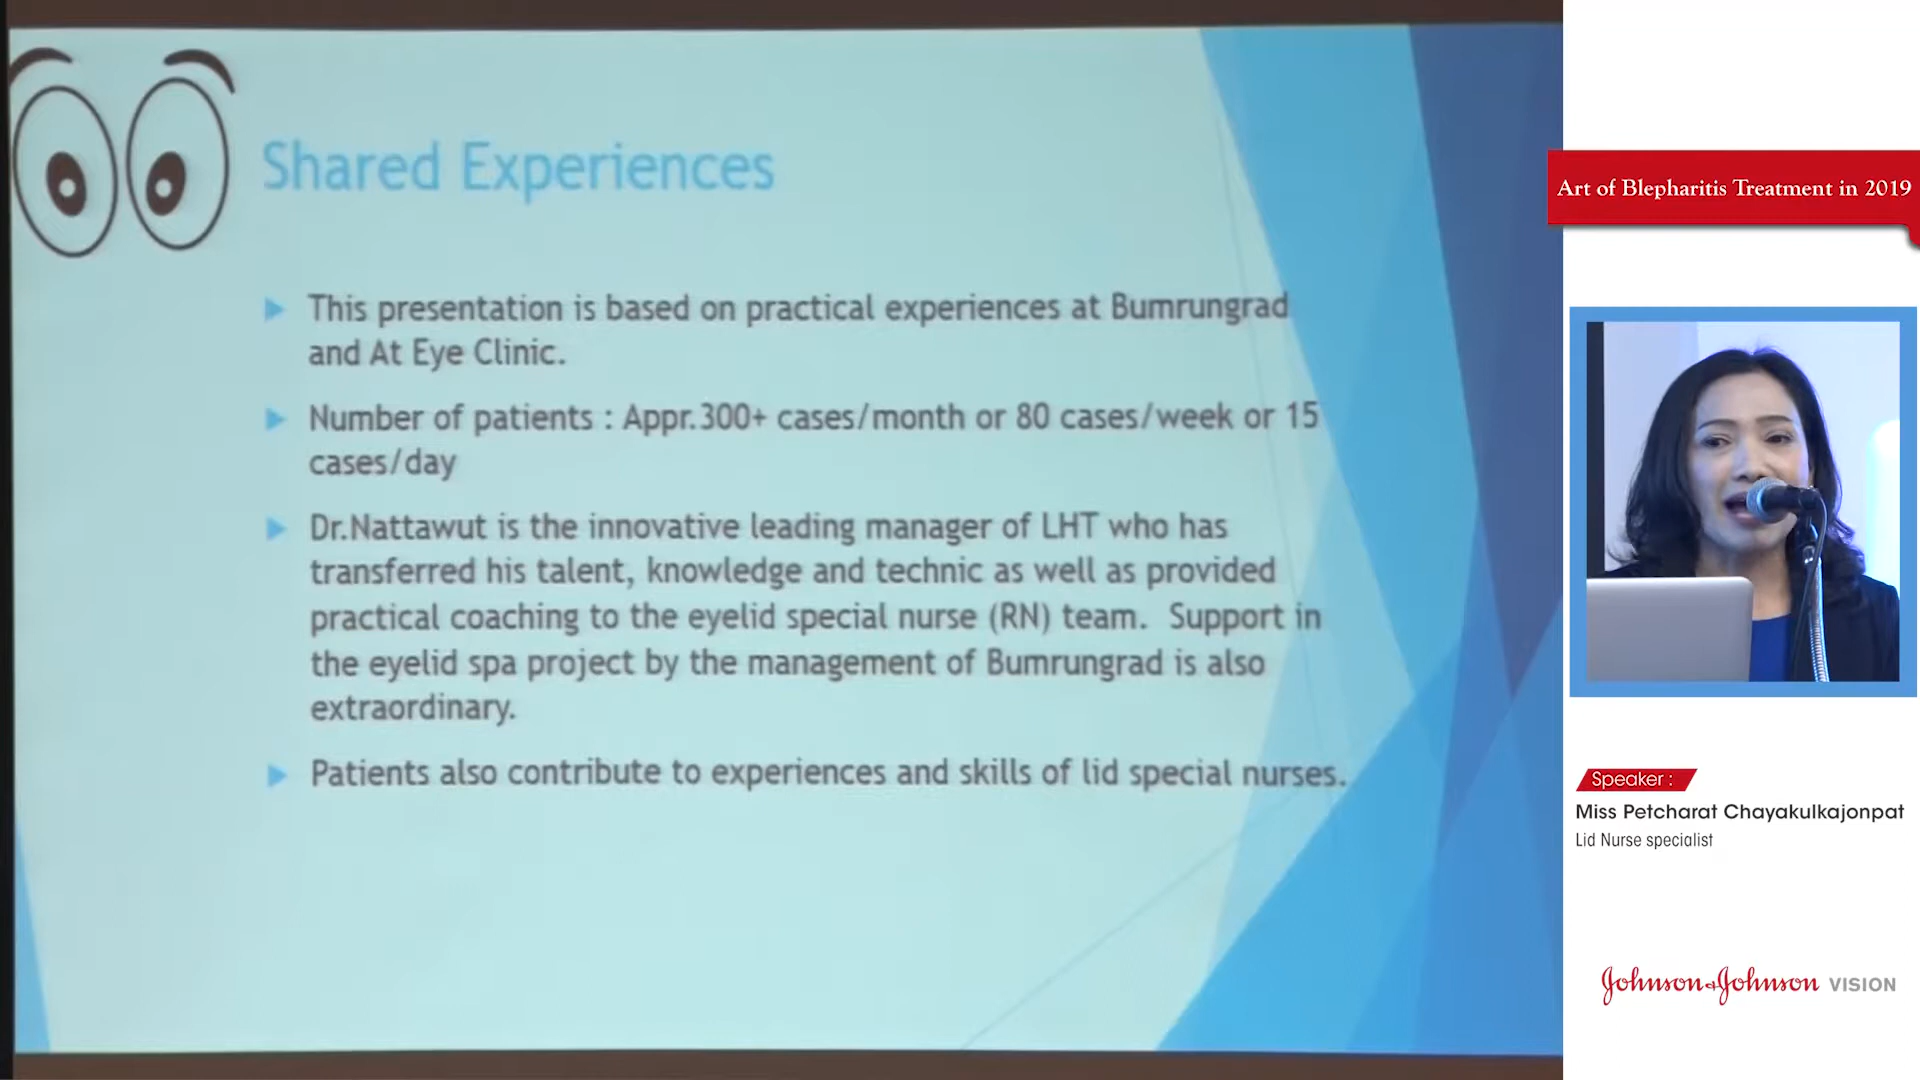 Shared Experiences
This presentation is based on practical experiences at Bumrungrad
and At Eye Clinic.
Number of patients : Appr.300+ cases/month or 80 cases/week or 15
cases/day
Dr.Nattawut is the innovative leading manager of LHT who has
transferred his talent, knowledge and technic as well as provided
practical coaching to the eyelid special nurse (RN) team.  Support in
the eyelid spa project by the management of Bumrungrad is also
extraordinary.
Patients also contribute to experiences and skills of lid special nurses.
Art of Blepharitis Treatment in 2019
Speaker :
Miss Petcharat Chayakulkajonpat
Lid Nurse specialist
Johnson & Johnson VISION